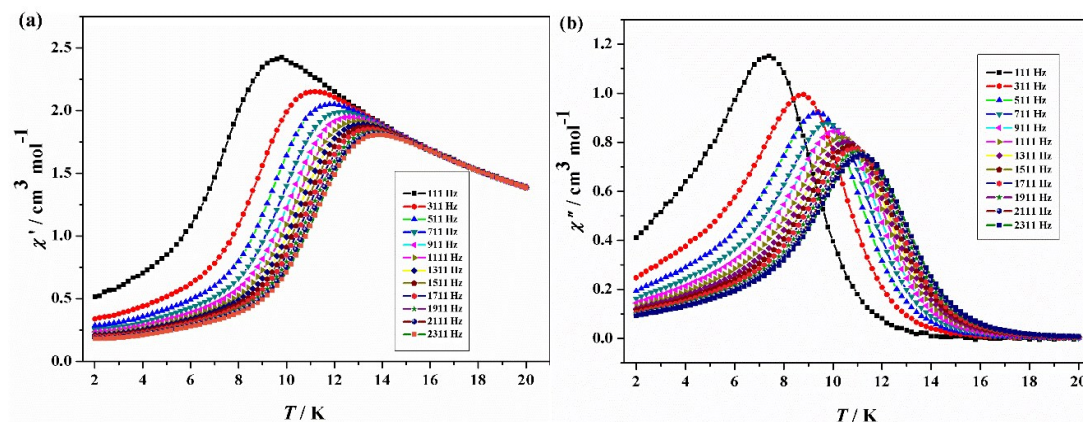 (a)
χ ' / cm³ mol⁻¹
2.5
2.0
1.5
1.0
0.5
0.0
2 4 6 8 10 12 14 16 18 20
T / K
111 Hz
311 Hz
511 Hz
711 Hz
911 Hz
1111 Hz
1311 Hz
1511 Hz
1711 Hz
1911 Hz
2111 Hz
2311 Hz
(b)
χ " / cm³ mol⁻¹
1.2
1.0
0.8
0.6
0.4
0.2
0.0
2 4 6 8 10 12 14 16 18 20
T / K
111 Hz
311 Hz
511 Hz
711 Hz
911 Hz
1111 Hz
1311 Hz
1511 Hz
1711 Hz
1911 Hz
2111 Hz
2311 Hz